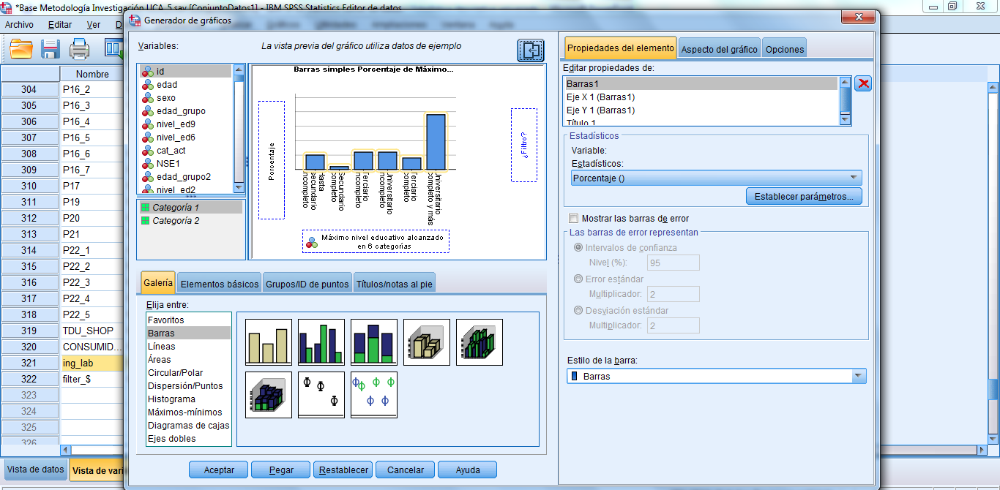 *Base Metodología Investigación UCA_5.sav [ConjuntoDatos1] - IBM SPSS Statistics Editor de datos
Archivo Editar Ver
Nombre
304 P16_2
305 P16_3
306 P16_4
307 P16_5
308 P16_6
309 P16_7
310 P17
311 P19
312 P20
313 P21
314 P22_1
315 P22_2
316 P22_3
317 P22_4
318 P22_5
319 TDU_SHOP
320 CONSUMID...
321 ing_lab
322 filter_$
323
324
325
326
Vista de datos Vista de vari
Generador de gráficos
Variables:
La vista previa del gráfico utiliza datos de ejemplo
id
edad
sexo
edad_grupo
nivel_ed9
nivel_ed6
cat_act
NSE1
edad_grupo2
nivel_ed2
Categoría 1
Categoría 2
Barras simples Porcentaje de Máximo...
Porcentaje
¿Filtro?
Hasta secundario incompleto
Secundario completo
Terciario incompleto
Universitario incompleto
Terciario completo
Universitario completo y más
Máximo nivel educativo alcanzado
en 6 categorías
Galería Elementos básicos Grupos/ID de puntos Títulos/notas al pie
Elija entre:
Favoritos
Barras
Líneas
Áreas
Circular/Polar
Dispersión/Puntos
Histograma
Máximos-mínimos
Diagramas de cajas
Ejes dobles
Aceptar Pegar Restablecer Cancelar Ayuda
Propiedades del elemento Aspecto del gráfico Opciones
Editar propiedades de:
Barras1
Eje X 1 (Barras1)
Eje Y 1 (Barras1)
Título 1
Estadísticos
Variable:
Estadísticos:
Porcentaje ()
Establecer parámetros...
Mostrar las barras de error
Las barras de error representan
Intervalos de confianza
Nivel (%): 95
Error estándar
Multiplicador: 2
Desviación estándar
Multiplicador: 2
Estilo de la barra:
Barras